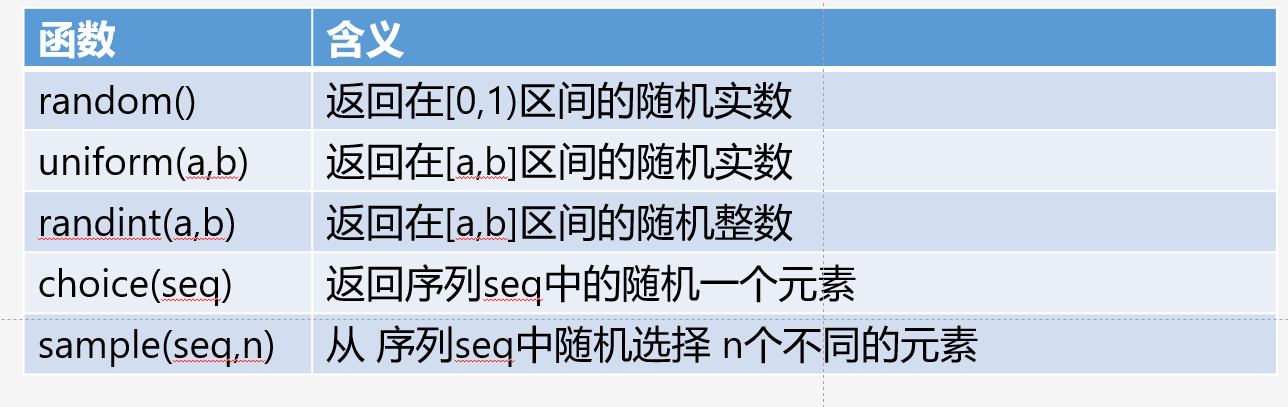 函数 含义
random() 返回在[0,1)区间的随机实数
uniform(a,b) 返回在[a,b]区间的随机实数
randint(a,b) 返回在[a,b]区间的随机整数
choice(seq) 返回序列seq中的随机一个元素
sample(seq,n) 从 序列seq中随机选择 n个不同的元素